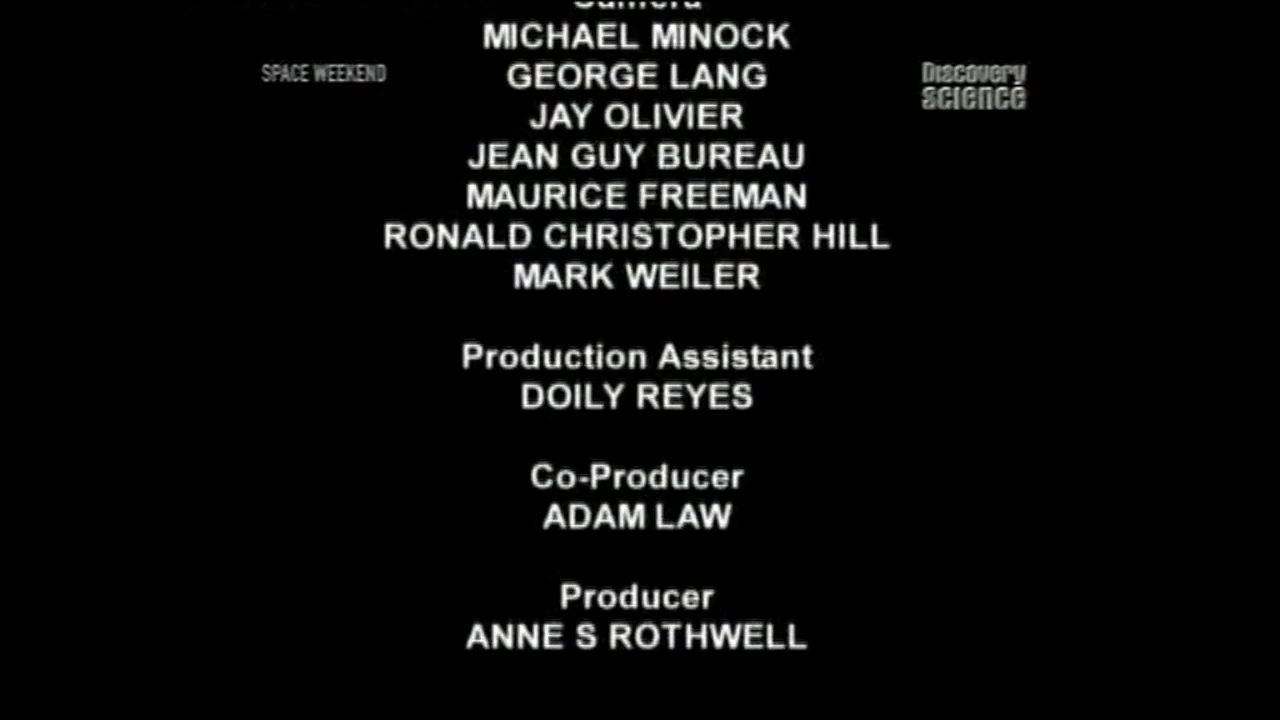 Camera
MICHAEL MINOCK
SPACE WEEKEND
GEORGE LANG
Discovery
science
JAY OLIVIER
JEAN GUY BUREAU
MAURICE FREEMAN
RONALD CHRISTOPHER HILL
MARK WEILER
Production Assistant
DOILY REYES
Co-Producer
ADAM LAW
Producer
ANNE S ROTHWELL